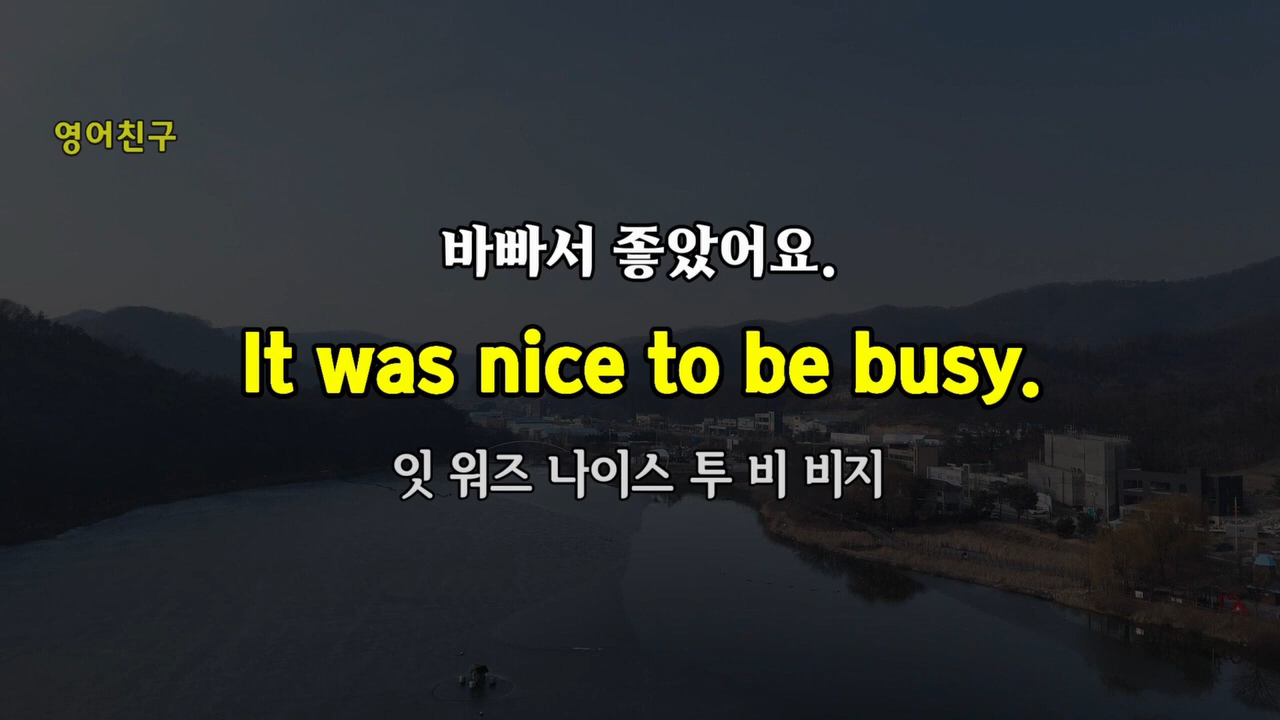 영어친구
바빠서 좋았어요.
It was nice to be busy.
잇 워즈 나이스 투 비 비지